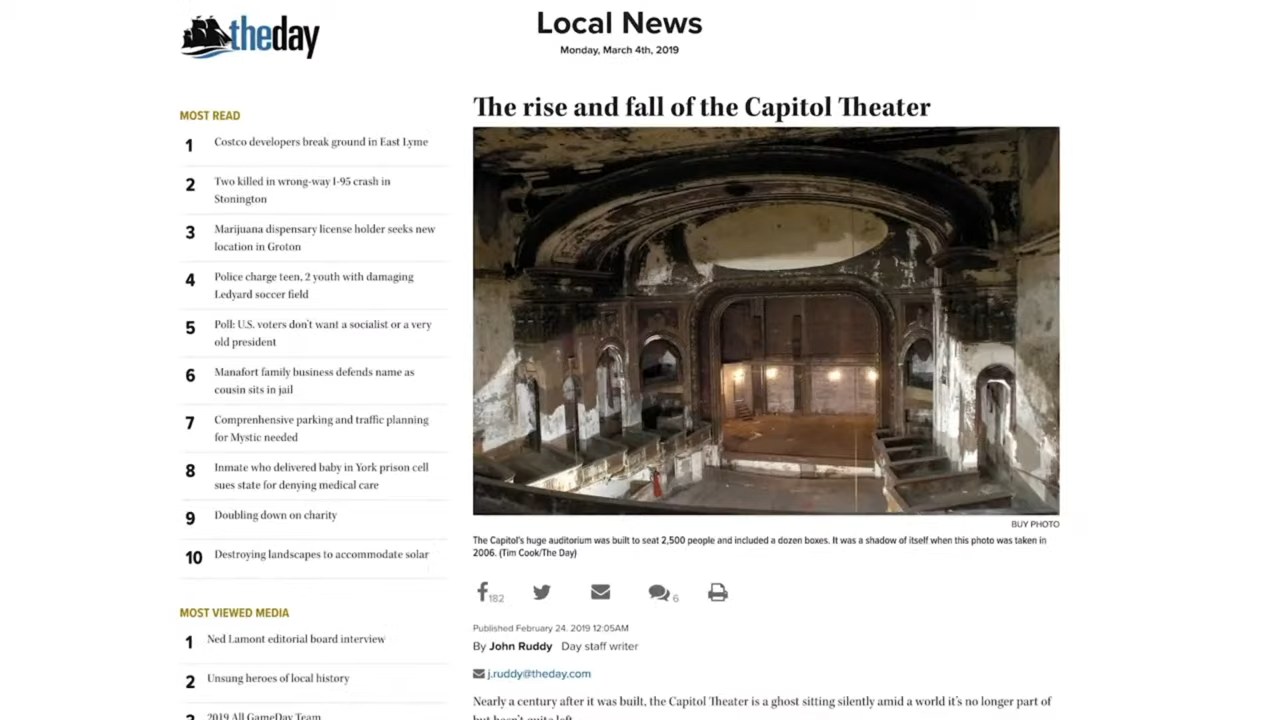 theday
Local News
Monday, March 4th, 2019
MOST READ
1 Costco developers break ground in East Lyme
2 Two killed in wrong-way I-95 crash in
Stonington
3 Marijuana dispensary license holder seeks new
location in Groton
4 Police charge teen, 2 youth with damaging
Ledyard soccer field
5 Poll: U.S. voters don't want a socialist or a very
old president
6 Manafort family business defends name as
cousin sits in jail
7 Comprenhensive parking and traffic planning
for Mystic needed
8 Inmate who delivered baby in York prison cell
sues state for denying medical care
9 Doubling down on charity
10 Destroying landscapes to accommodate solar
MOST VIEWED MEDIA
1 Ned Lamont editorial board interview
2 Unsung heroes of local history
3 2019 All GameDay Team
The rise and fall of the Capitol Theater
BUY PHOTO
The Capitol's huge auditorium was built to seat 2,500 people and included a dozen boxes. It was a shadow of itself when this photo was taken in
2006. (Tim Cook/The Day)
182 6
Published February 24. 2019 12:05AM
By John Ruddy Day staff writer
j.ruddy@theday.com
Nearly a century after it was built, the Capitol Theater is a ghost sitting silently amid a world it's no longer part of
but hasn't quite left